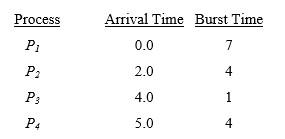 Process Arrival Time Burst Time
P1 0.0 7
P2 2.0 4
P3 4.0 1
P4 5.0 4